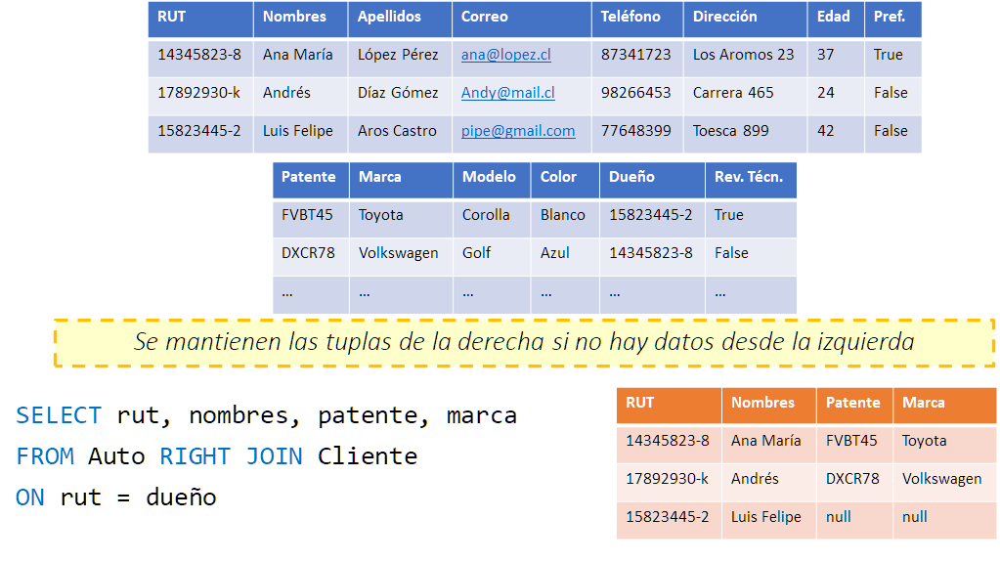 RUT Nombres Apellidos Correo Teléfono Dirección Edad Pref.
14345823-8 Ana María López Pérez ana@lopez.cl 87341723 Los Aromos 23 37 True
17892930-k Andrés Díaz Gómez Andy@mail.cl 98266453 Carrera 465 24 False
15823445-2 Luis Felipe Aros Castro pipe@gmail.com 77648399 Toesca 899 42 False
Patente Marca Modelo Color Dueño Rev. Técn.
FVBT45 Toyota Corolla Blanco 15823445-2 True
DXCR78 Volkswagen Golf Azul 14345823-8 False
... ... ... ... ... ...
Se mantienen las tuplas de la derecha si no hay datos desde la izquierda
SELECT rut, nombres, patente, marca
FROM Auto RIGHT JOIN Cliente
ON rut = dueño
RUT Nombres Patente Marca
14345823-8 Ana María FVBT45 Toyota
17892930-k Andrés DXCR78 Volkswagen
15823445-2 Luis Felipe null null